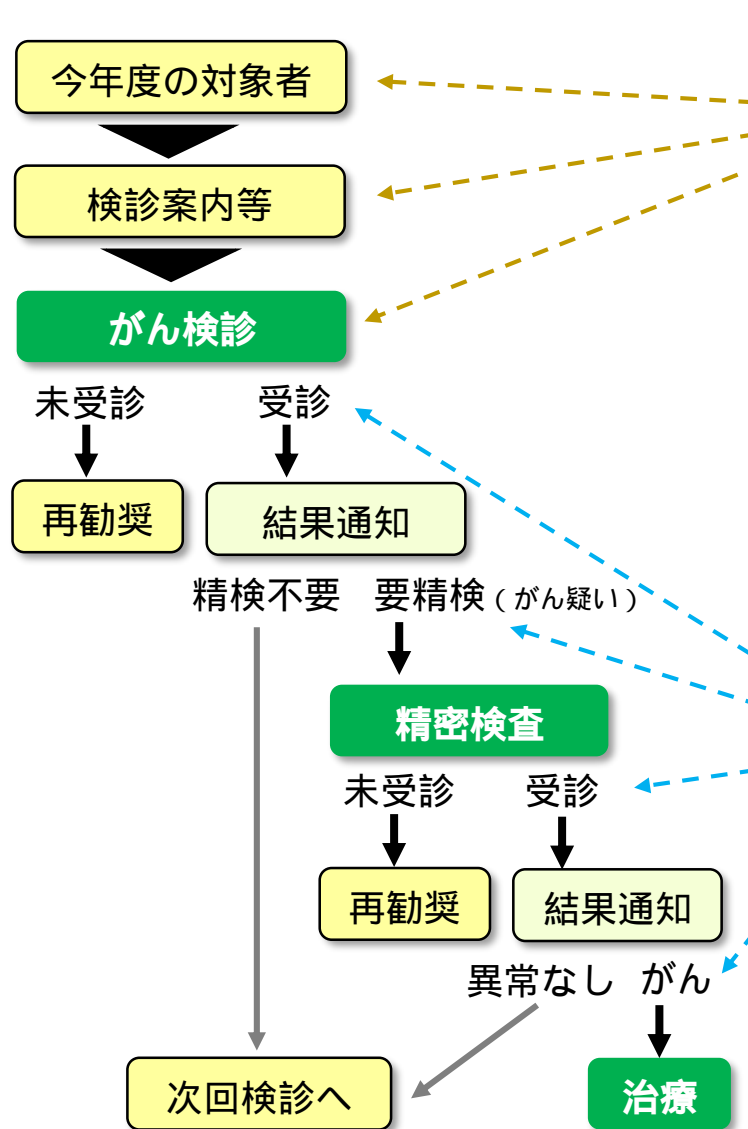 今年度の対象者
検診案内等
がん検診
未受診 受診
再勧奨 結果通知
精検不要 要精検(がん疑い)
精密検査
未受診 受診
再勧奨 結果通知
異常なし がん
次回検診へ 治療